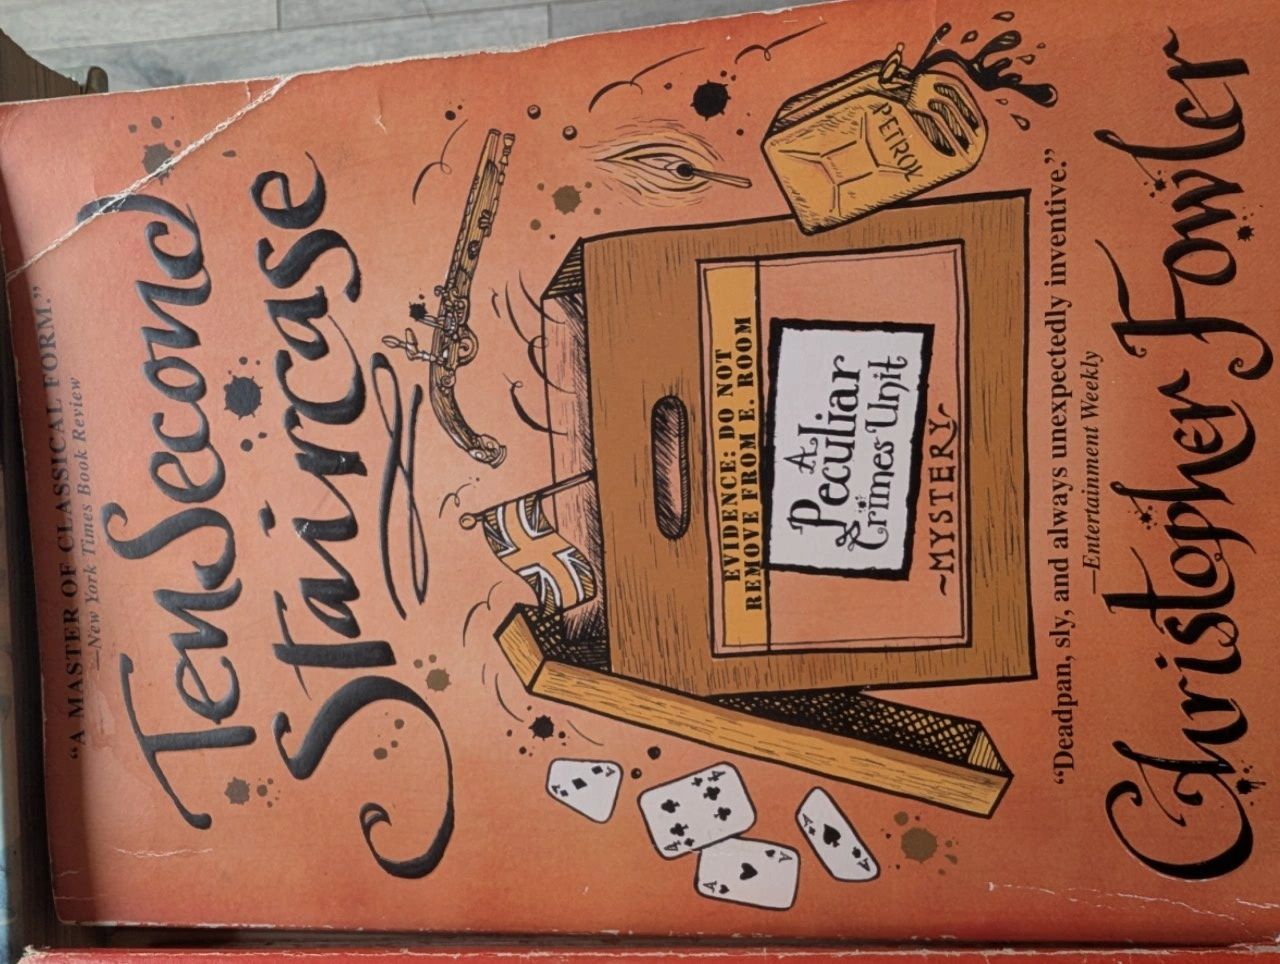 “A MASTER OF CLASSICAL FORM.”
—New York Times Book Review
Ten Second
Staircase
PETROL
EVIDENCE: DO NOT
REMOVE FROM E. ROOM
A
Peculiar
Crimes Unit
~MYSTERY~
“Deadpan, sly, and always unexpectedly inventive.”
—Entertainment Weekly
Christopher Fowler